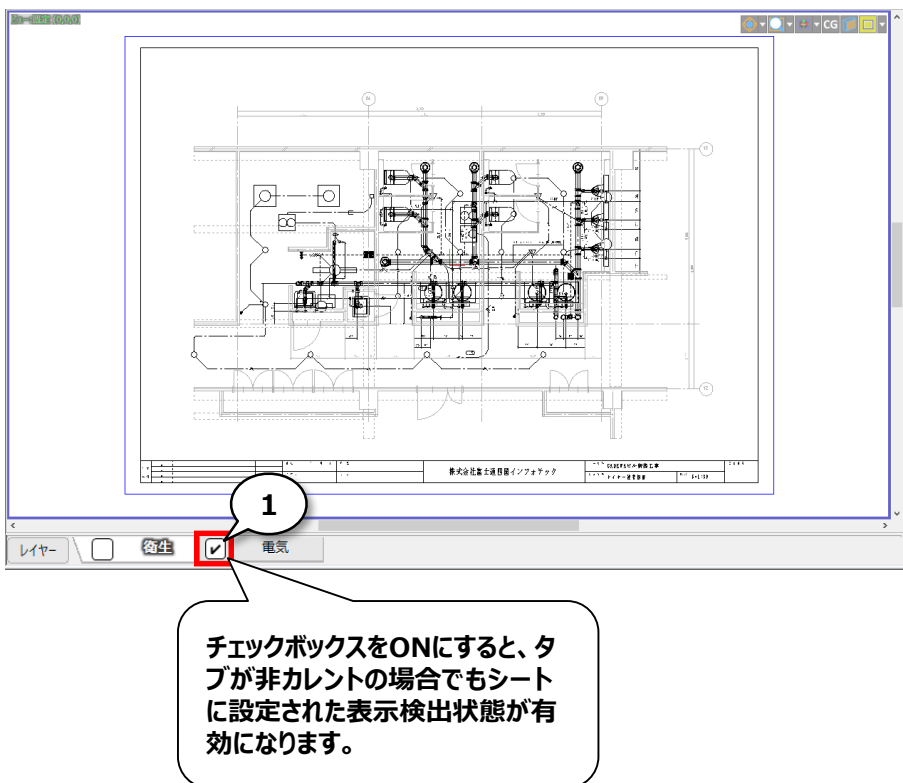 CG
株式会社富士通四国インフォテック
1
レイヤー
衛生
電気
チェックボックスをONにすると、タ
ブが非カレントの場合でもシート
に設定された表示検出状態が有
効になります。